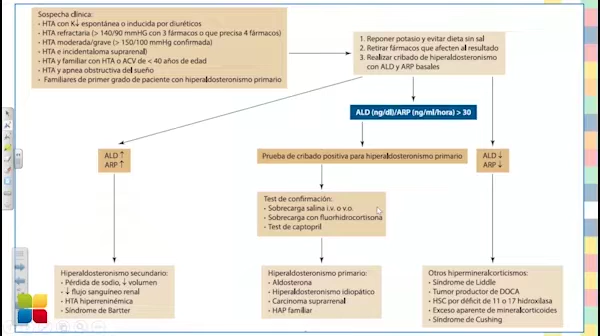 Sospecha clínica:
• HTA con K↓ espontánea o inducida por diuréticos
• HTA refractaria (> 140/90 mmHG con 3 fármacos o que precisa 4 fármacos)
• HTA moderada/grave (> 150/100 mmHG confirmada)
• HTA e incidentaloma suprarrenal)
• HTA y familiar con HTA o ACV de < 40 años de edad
• HTA y apnea obstructiva del sueño
• Familiares de primer grado de paciente con hiperaldosteronismo primario
1. Reponer potasio y evitar dieta sin sal
2. Retirar fármacos que afecten al resultado
3. Realizar cribado de hiperaldosteronismo
con ALD y ARP basales
ALD (ng/dl)/ARP (ng/ml/hora) > 30
ALD ↑
ARP ↑
Prueba de cribado positiva para hiperaldosteronismo primario
ALD ↓
ARP ↓
Test de confirmación:
• Sobrecarga salina i.v. o v.o.
• Sobrecarga con fluorhidrocortisona
• Test de captopril
Hiperaldosteronismo secundario:
• Pérdida de sodio, ↓ volumen
• ↓ flujo sanguíneo renal
• HTA hiperreninémica
• Síndrome de Bartter
Hiperaldosteronismo primario:
• Aldosterona
• Hiperaldosteronismo idiopático
• Carcinoma suprarrenal
• HAP familiar
Otros hipermineralcorticismos:
• Síndrome de Liddle
• Tumor productor de DOCA
• HSC por déficit de 11 o 17 hidroxilasa
• Exceso aparente de mineralcorticoides
• Síndrome de Cushing